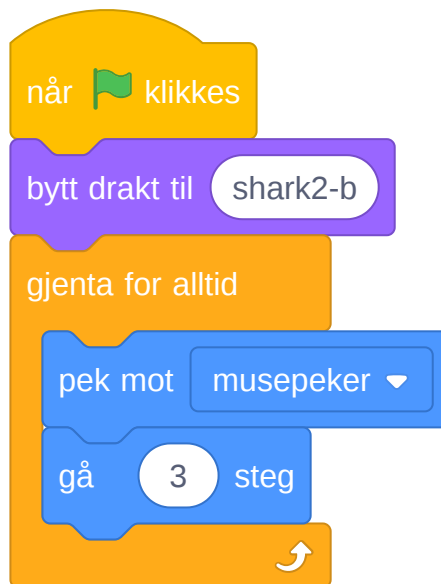 når klikkes
bytt drakt til shark2-b
gjenta for alltid
pek mot musepeker
gå 3 steg